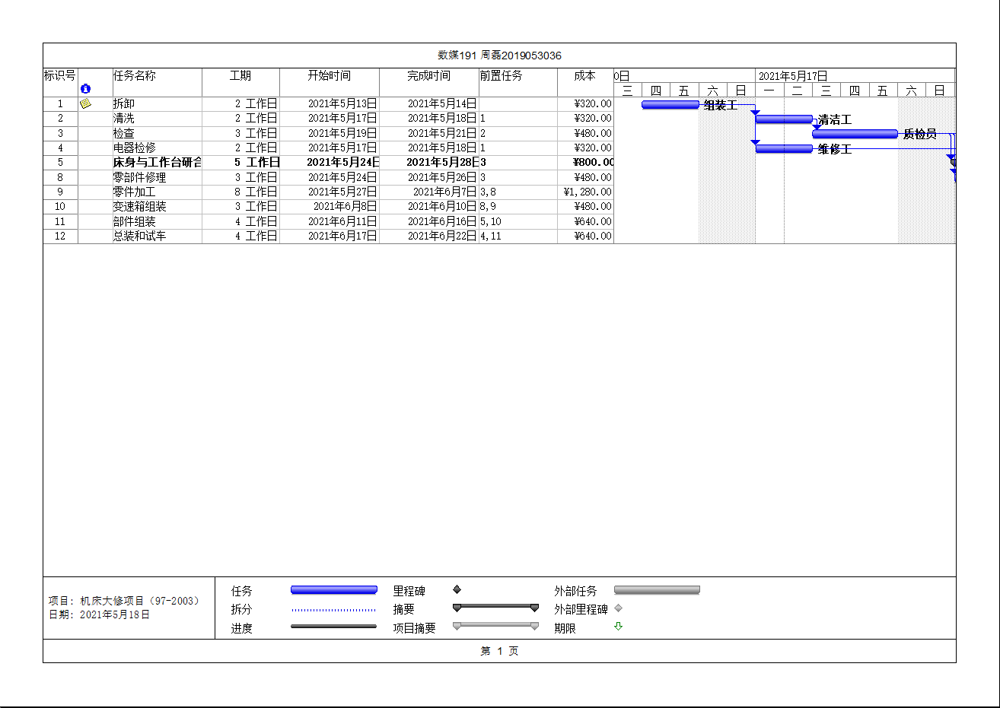 数媒191 周磊2019053036
标识号 任务名称 工期 开始时间 完成时间 前置任务 成本 0日 2021年5月17日
三 四 五 六 日 一 二 三 四 五 六 日
1 拆卸 2 工作日 2021年5月13日 2021年5月14日 ¥320.00 组装工
2 清洗 2 工作日 2021年5月17日 2021年5月18日 1 ¥320.00 清洁工
3 检查 3 工作日 2021年5月19日 2021年5月21日 2 ¥480.00 质检员
4 电器检修 2 工作日 2021年5月17日 2021年5月18日 1 ¥320.00 维修工
5 床身与工作台研合 5 工作日 2021年5月24日 2021年5月28日 3 ¥800.00
8 零部件修理 3 工作日 2021年5月24日 2021年5月26日 3 ¥480.00
9 零件加工 8 工作日 2021年5月27日 2021年6月7日 3,8 ¥1,280.00
10 变速箱组装 3 工作日 2021年6月8日 2021年6月10日 8,9 ¥480.00
11 部件组装 4 工作日 2021年6月11日 2021年6月16日 5,10 ¥640.00
12 总装和试车 4 工作日 2021年6月17日 2021年6月22日 4,11 ¥640.00
项目: 机床大修项目（97-2003）
日期: 2021年5月18日
任务 里程碑 外部任务
拆分 摘要 外部里程碑
进度 项目摘要 期限
第 1 页